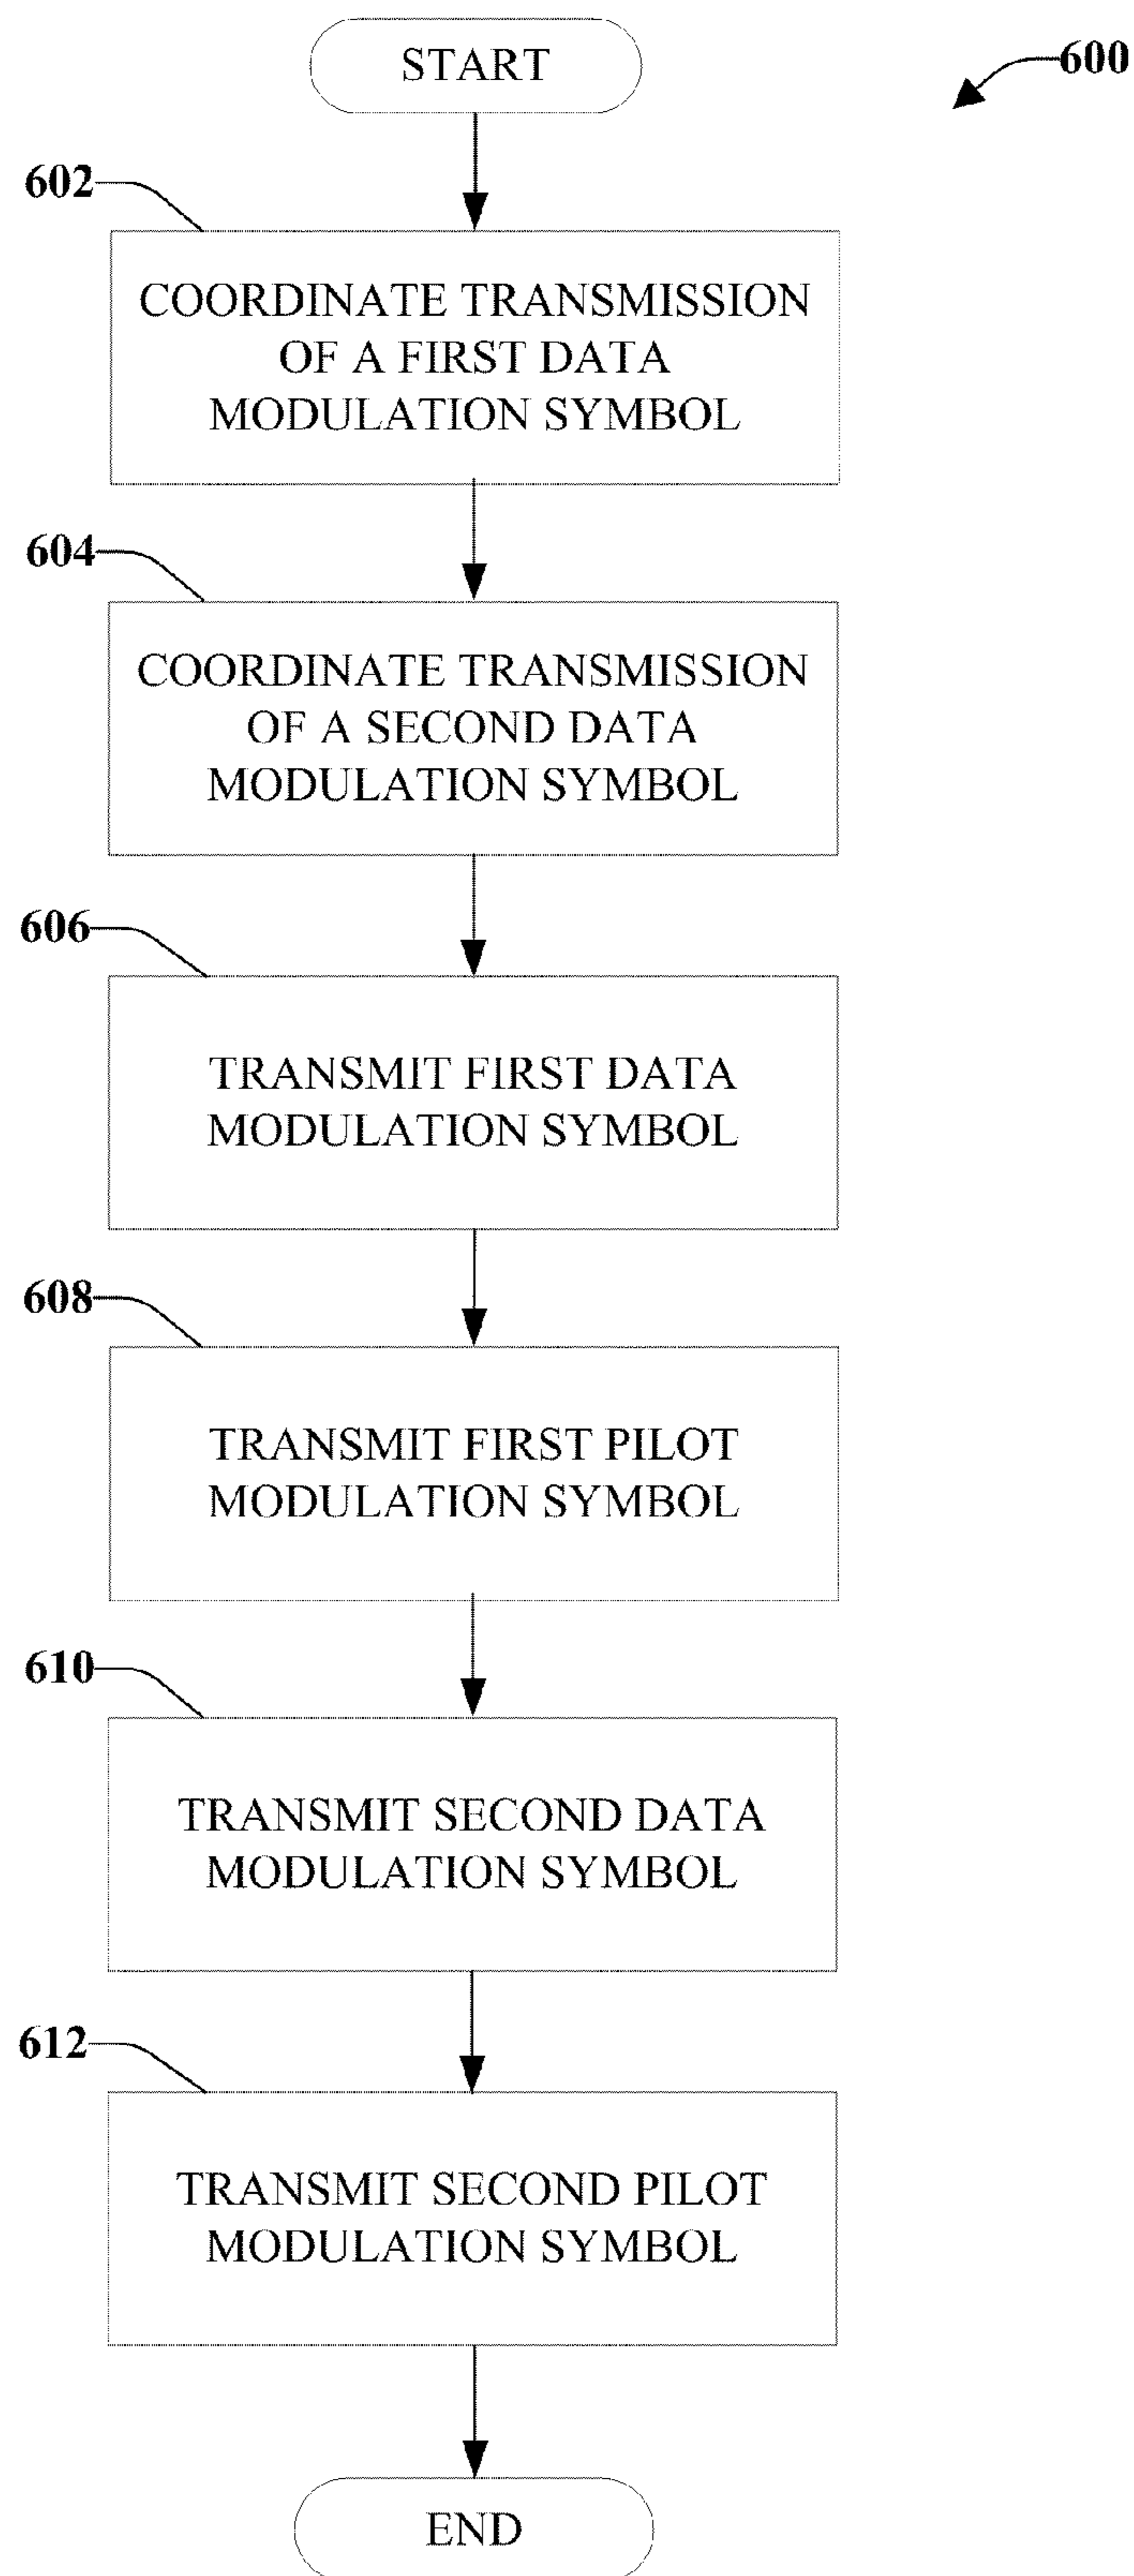 START
600
602
COORDINATE TRANSMISSION
OF A FIRST DATA
MODULATION SYMBOL
604
COORDINATE TRANSMISSION
OF A SECOND DATA
MODULATION SYMBOL
606
TRANSMIT FIRST DATA
MODULATION SYMBOL
608
TRANSMIT FIRST PILOT
MODULATION SYMBOL
610
TRANSMIT SECOND DATA
MODULATION SYMBOL
612
TRANSMIT SECOND PILOT
MODULATION SYMBOL
END